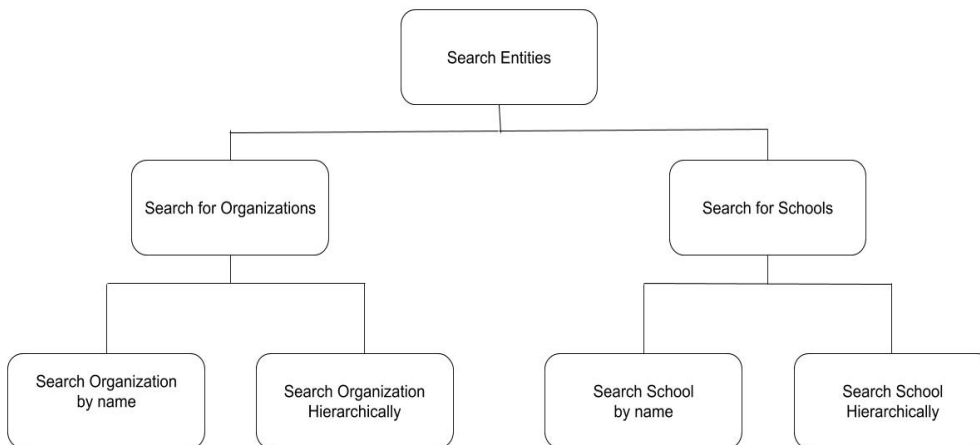 Search Entities
Search for Organizations
Search for Schools
Search Organization
by name
Search Organization
Hierarchically
Search School
by name
Search School
Hierarchically